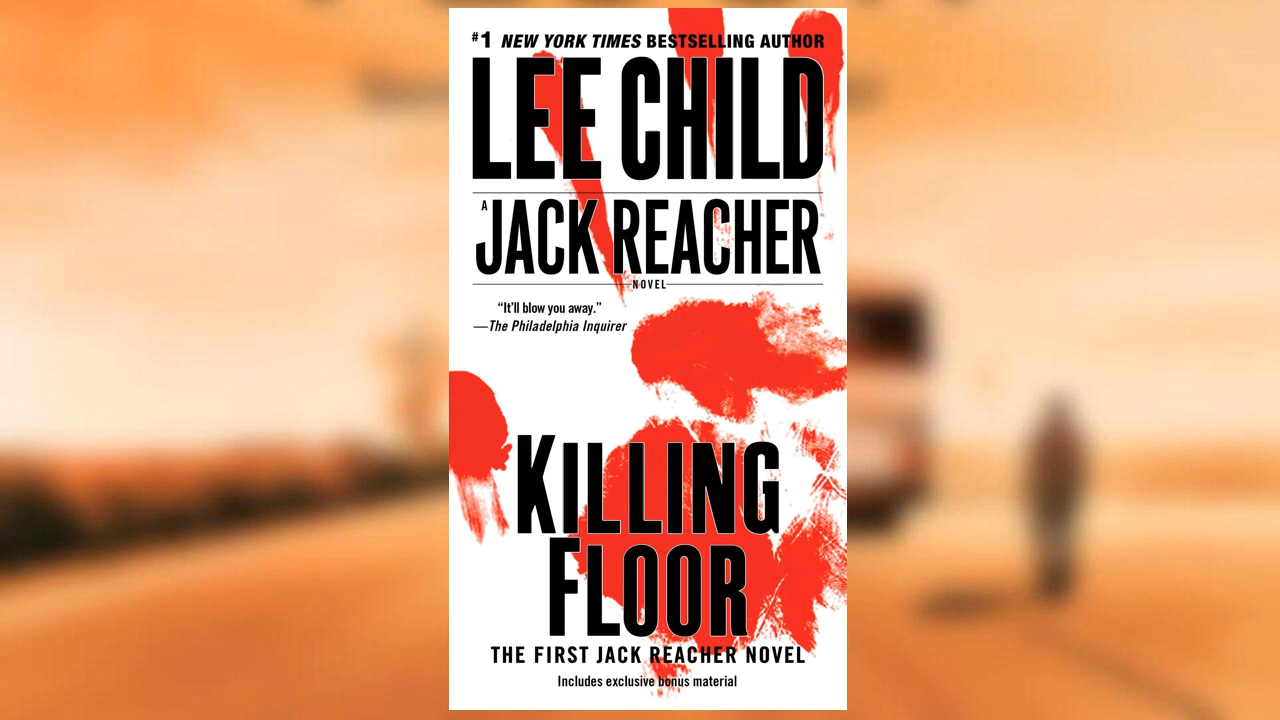 #1 NEW YORK TIMES BESTSELLING AUTHOR
LEE CHILD
A JACK REACHER
NOVEL
“It’ll blow you away.”
—The Philadelphia Inquirer
KILLING
FLOOR
THE FIRST JACK REACHER NOVEL
Includes exclusive bonus material